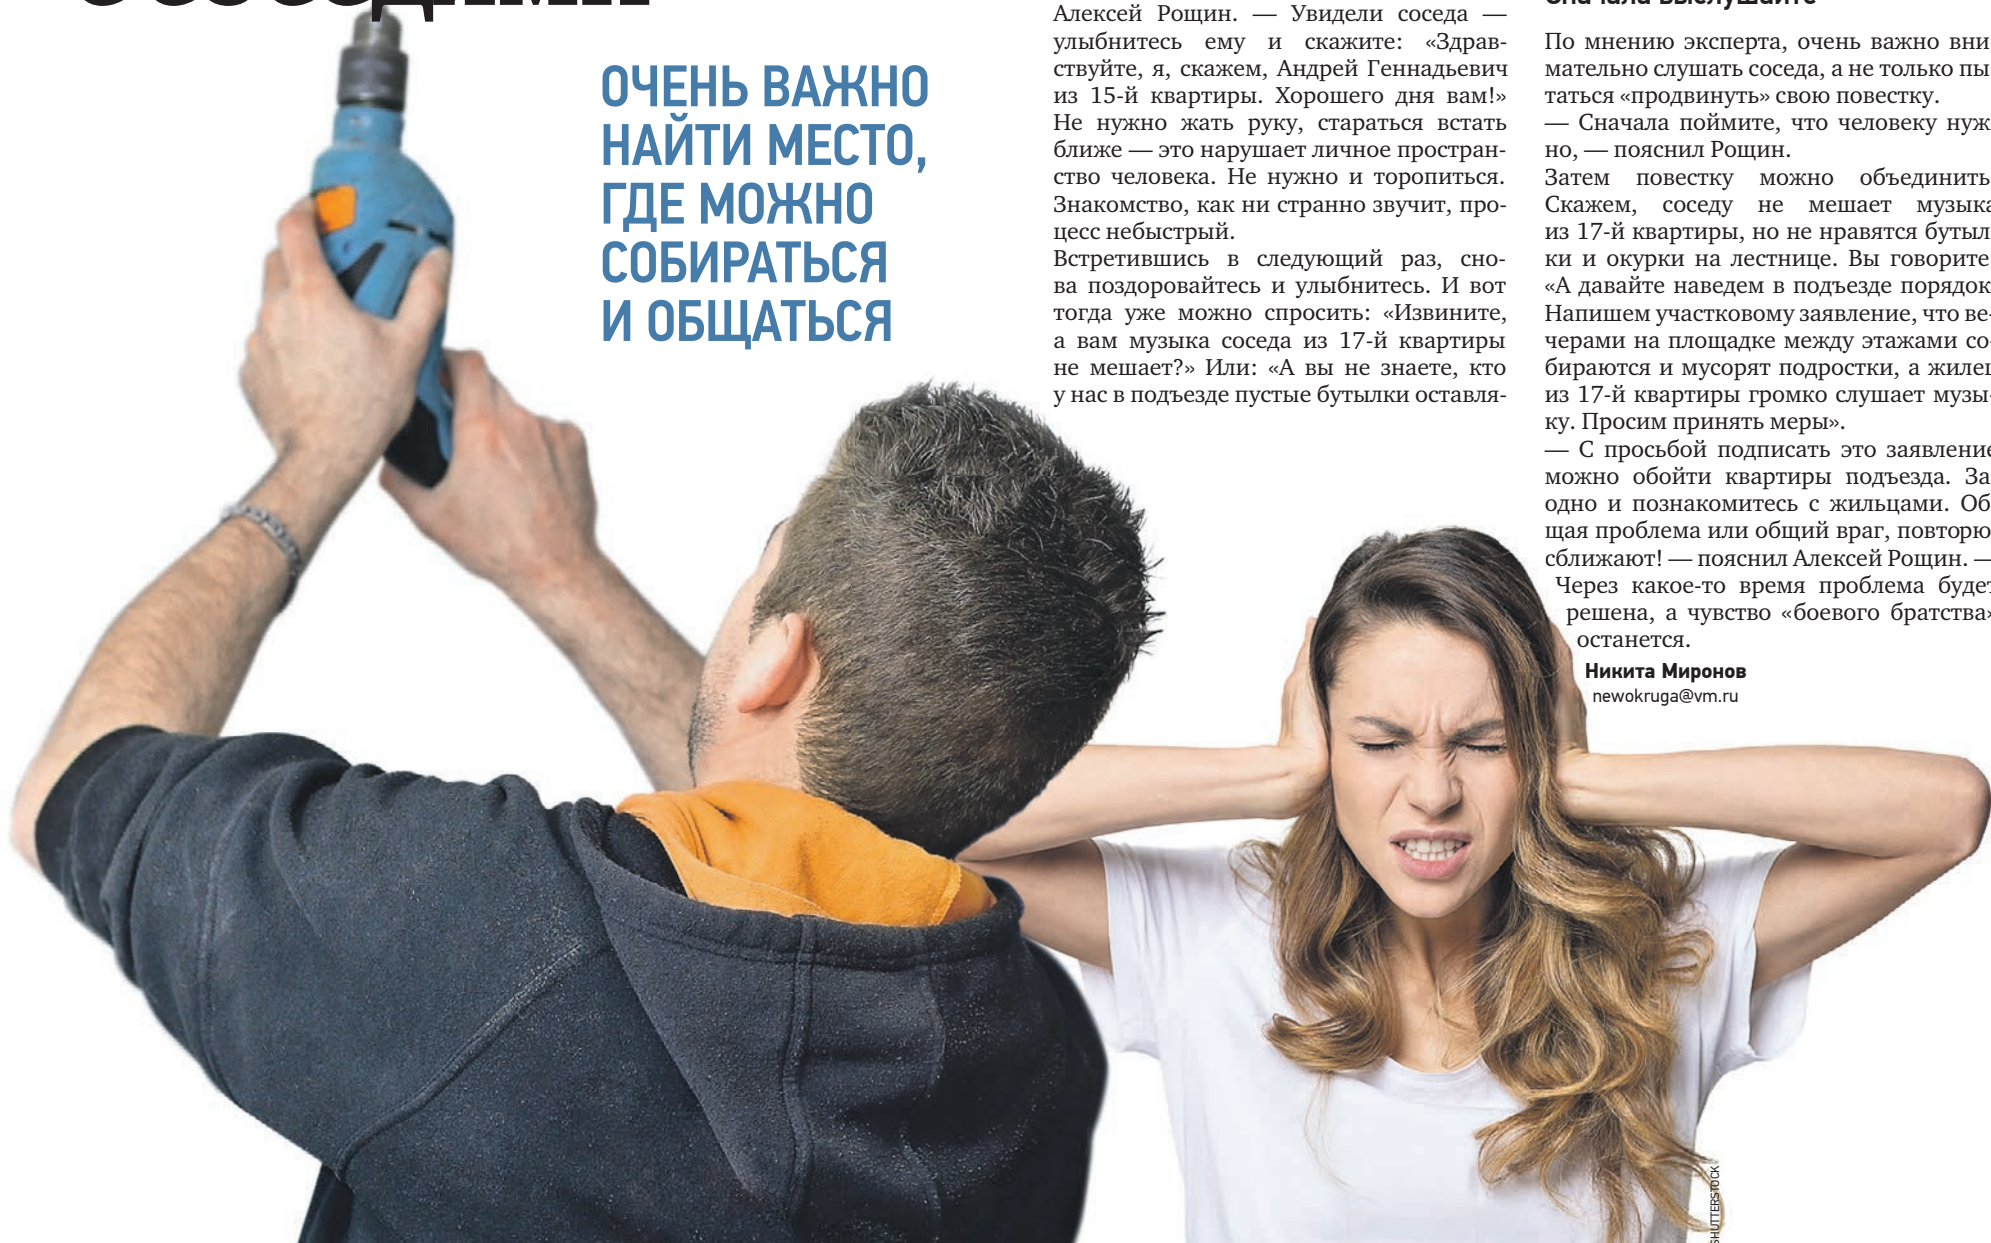 ОЧЕНЬ ВАЖНО
НАЙТИ МЕСТО,
ГДЕ МОЖНО
СОБИРАТЬСЯ
И ОБЩАТЬСЯ
Алексей Рощин. — Увидели соседа —
улыбнитесь ему и скажите: «Здрав-
ствуйте, я, скажем, Андрей Геннадьевич
из 15-й квартиры. Хорошего дня вам!»
Не нужно жать руку, стараться встать
ближе — это нарушает личное простран-
ство человека. Не нужно и торопиться.
Знакомство, как ни странно звучит, про-
цесс небыстрый.
Встретившись в следующий раз, сно-
ва поздоровайтесь и улыбнитесь. И вот
тогда уже можно спросить: «Извините,
а вам музыка соседа из 17-й квартиры
не мешает?» Или: «А вы не знаете, кто
у нас в подъезде пустые бутылки оставля-
По мнению эксперта, очень важно вни
мательно слушать соседа, а не только пы
таться «продвинуть» свою повестку.
— Сначала поймите, что человеку нуж
но, — пояснил Рощин.
Затем повестку можно объединить
Скажем, соседу не мешает музыка
из 17-й квартиры, но не нравятся бутыл
ки и окурки на лестнице. Вы говорите
«А давайте наведем в подъезде порядок
Напишем участковому заявление, что ве-
черами на площадке между этажами со-
бираются и мусорят подростки, а жилец
из 17-й квартиры громко слушает музы-
ку. Просим принять меры».
— С просьбой подписать это заявление
можно обойти квартиры подъезда. За
одно и познакомитесь с жильцами. Об
щая проблема или общий враг, повторю
сближают! — пояснил Алексей Рощин. —
Через какое-то время проблема будет
решена, а чувство «боевого братства»
останется.
Никита Миронов
newokruga@vm.ru
SHUTTERSTOCK